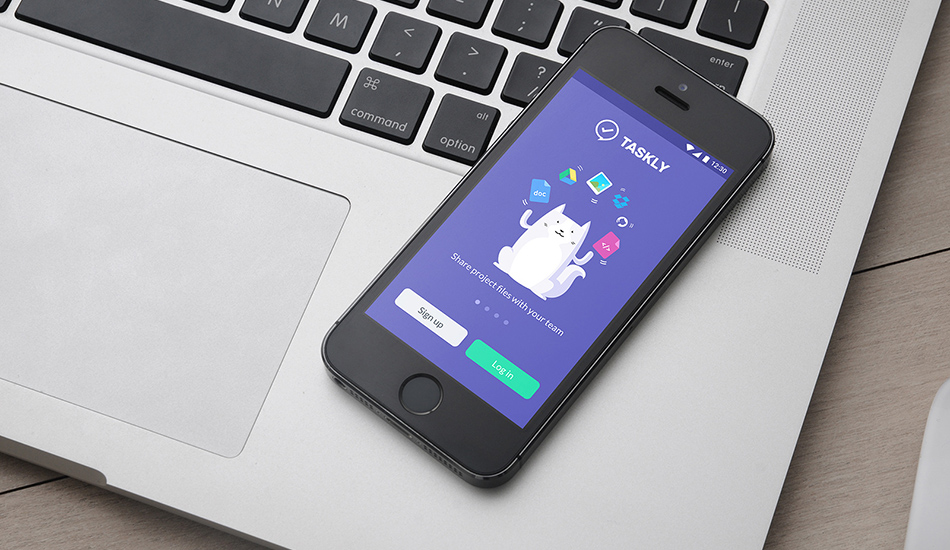 N
M
<
,
>
.
?
:
;
enter
⌘
command
alt
option
12:30
TASKLY
doc
</>
Share project files with your team
Sign up
Log in